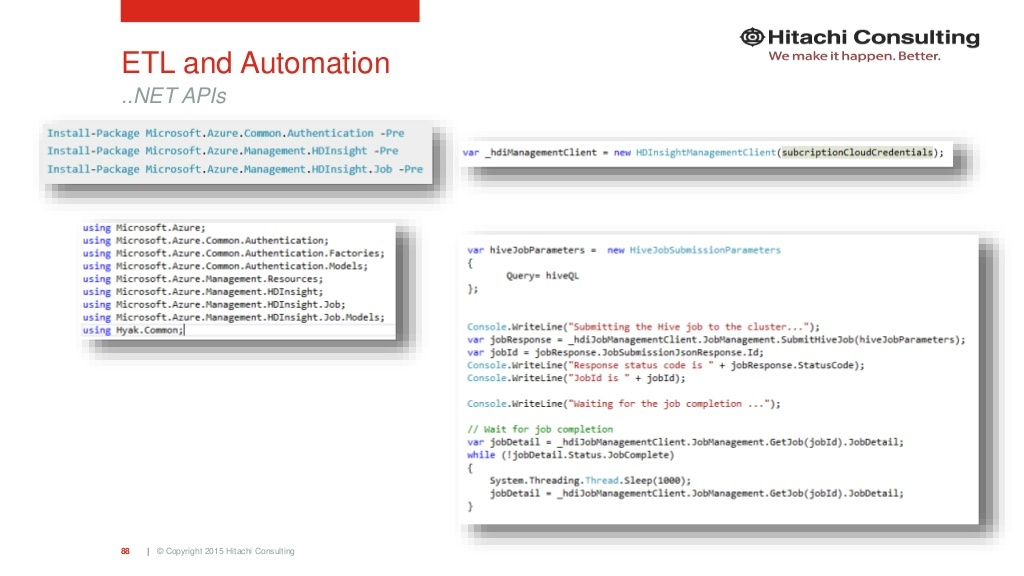 Hitachi Consulting
We make it happen. Better.
ETL and Automation
..NET APIs
Install-Package Microsoft.Azure.Common.Authentication -Pre
Install-Package Microsoft.Azure.Management.HDInsight -Pre
Install-Package Microsoft.Azure.Management.HDInsight.Job -Pre
var _hdiManagementClient = new HDInsightManagementClient(subcriptionCloudCredentials);
using Microsoft.Azure;
using Microsoft.Azure.Common.Authentication;
using Microsoft.Azure.Common.Authentication.Factories;
using Microsoft.Azure.Common.Authentication.Models;
using Microsoft.Azure.Management.Resources;
using Microsoft.Azure.Management.HDInsight;
using Microsoft.Azure.Management.HDInsight.Job;
using Microsoft.Azure.Management.HDInsight.Job.Models;
using Hyak.Common;
var hiveJobParameters = new HiveJobSubmissionParameters
{
Query= hiveQL
};
Console.WriteLine("Submitting the Hive job to the cluster...");
var jobResponse = _hdiJobManagementClient.JobManagement.SubmitHiveJob(hiveJobParameters);
var jobId = jobResponse.JobSubmissionJsonResponse.Id;
Console.WriteLine("Response status code is " + jobResponse.StatusCode);
Console.WriteLine("JobId is " + jobId);
Console.WriteLine("Waiting for the job completion ...");
// Wait for job completion
var jobDetail = _hdiJobManagementClient.JobManagement.GetJob(jobId).JobDetail;
while (!jobDetail.Status.JobComplete)
{
System.Threading.Thread.Sleep(1000);
jobDetail = _hdiJobManagementClient.JobManagement.GetJob(jobId).JobDetail;
}
88 | © Copyright 2015 Hitachi Consulting